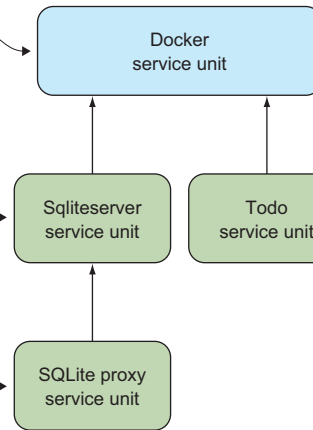 Docker
service unit
Sqliteserver
service unit
Todo
service unit
SQLite proxy
service unit